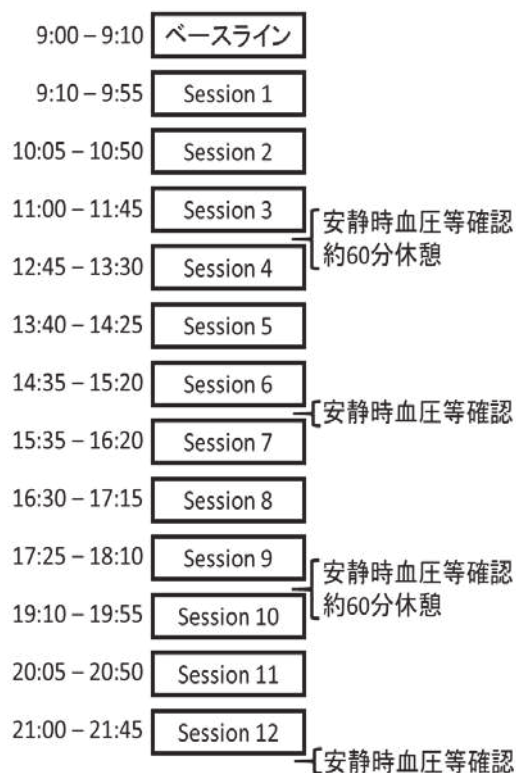 9:00 – 9:10 ベースライン
9:10 – 9:55 Session 1
10:05 – 10:50 Session 2
11:00 – 11:45 Session 3
安静時血圧等確認
約60分休憩
12:45 – 13:30 Session 4
13:40 – 14:25 Session 5
14:35 – 15:20 Session 6
安静時血圧等確認
15:35 – 16:20 Session 7
16:30 – 17:15 Session 8
17:25 – 18:10 Session 9
安静時血圧等確認
約60分休憩
19:10 – 19:55 Session 10
20:05 – 20:50 Session 11
21:00 – 21:45 Session 12
安静時血圧等確認